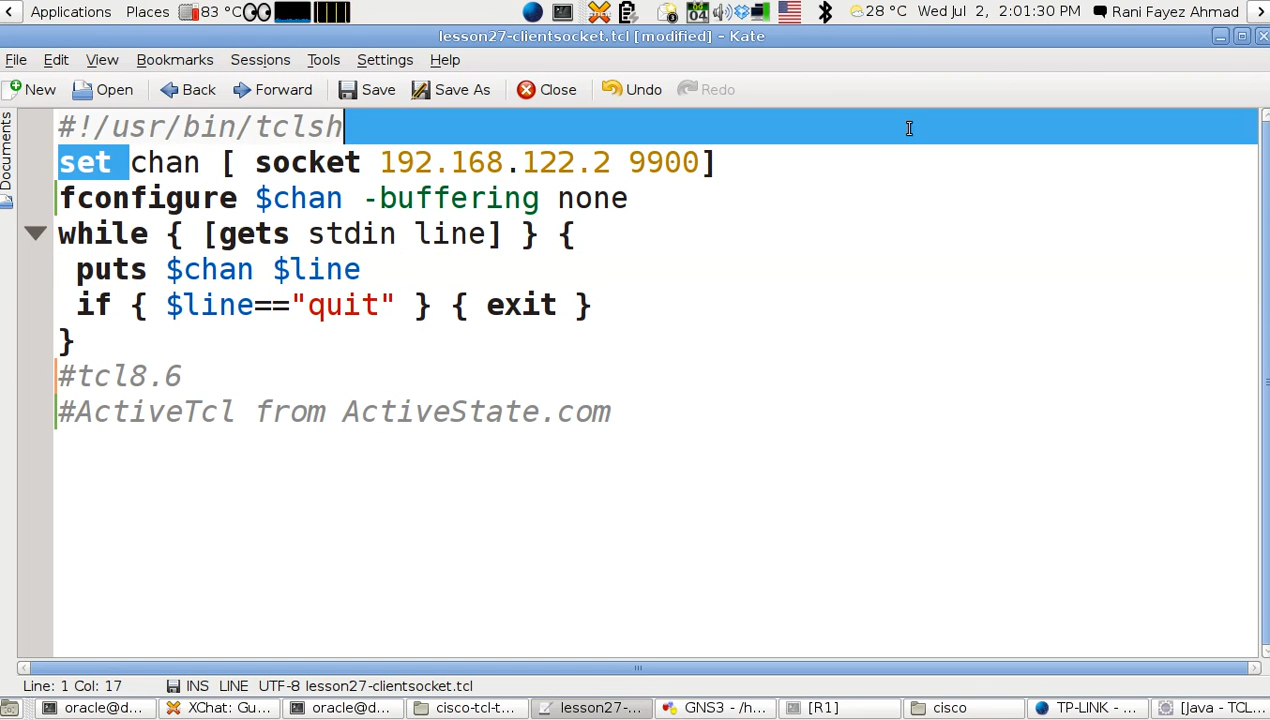 Applications Places 83 °C 04 28 °C Wed Jul 2, 2:01:30 PM Rani Fayez Ahmad
lesson27-clientsocket.tcl [modified] – Kate
File Edit View Bookmarks Sessions Tools Settings Help
New Open Back Forward Save Save As Close Undo Redo
Documents
#!/usr/bin/tclsh
set chan [ socket 192.168.122.2 9900]
fconfigure $chan -buffering none
while { [gets stdin line] } {
puts $chan $line
if { $line=="quit" } { exit }
}
#tcl8.6
#ActiveTcl from ActiveState.com
Line: 1 Col: 17 INS LINE UTF-8 lesson27-clientsocket.tcl
oracle@d... XChat: Gu... oracle@d... cisco-tcl-t... lesson27-... GNS3 – /h... [R1] cisco TP-LINK – ... [Java - TCL...